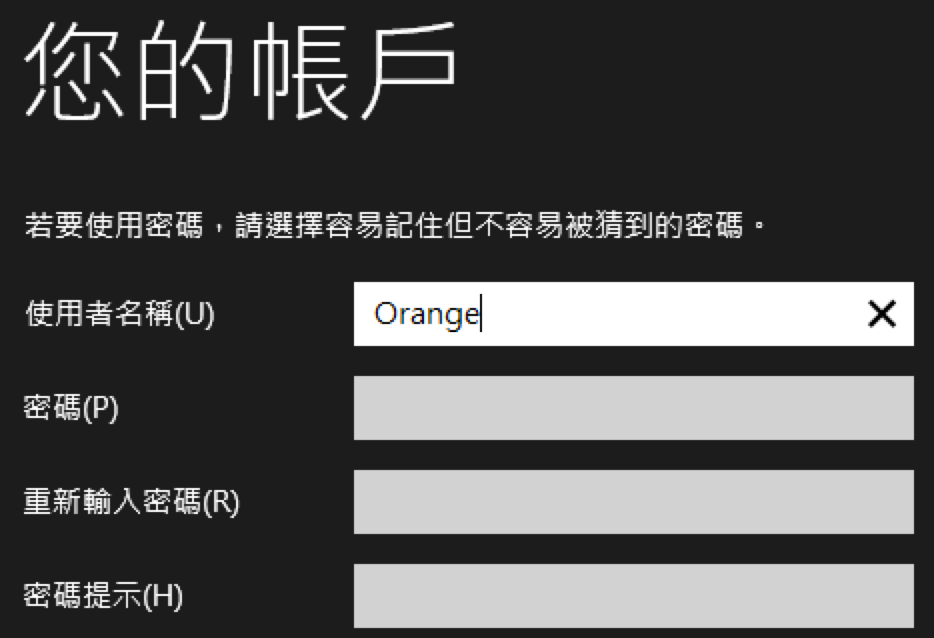 您的帳戶
若要使用密碼，請選擇容易記住但不容易被猜到的密碼。
使用者名稱(U) Orange
密碼(P)
重新輸入密碼(R)
密碼提示(H)